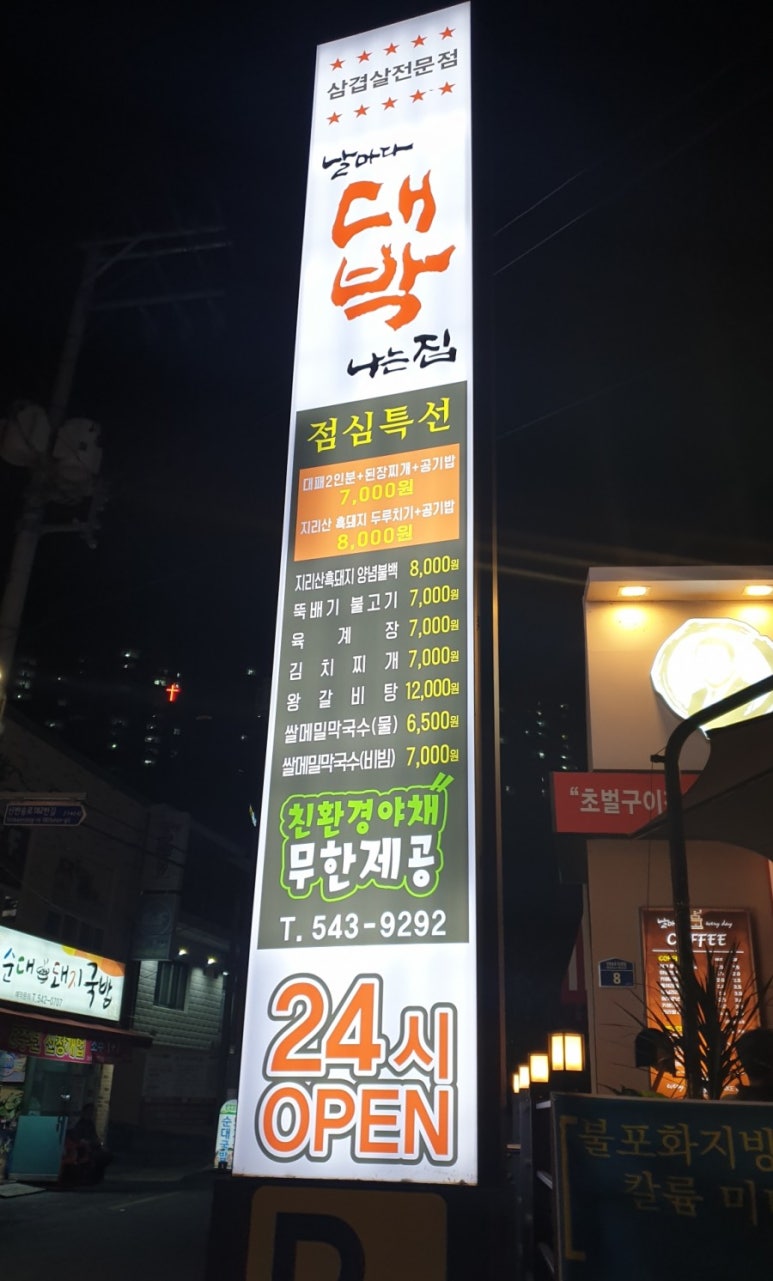 삼겹살전문점
날마다
대
박
나는집
점심특선
대패2인분+된장찌개+공기밥
7,000원
지리산 흑돼지 두루치기+공기밥
8,000원
지리산흑돼지 양념불백 8,000원
뚝배기 불고기 7,000원
육 계 장 7,000원
김 치 찌 개 7,000원
왕 갈 비 탕 12,000원
쌀메밀막국수(물) 6,500원
쌀메밀막국수(비빔) 7,000원
친환경야채
무한제공
T. 543-9292
24시
OPEN
P
순대 돼지국밥
T. 542-0707
순대국밥
"초벌구이
every day
COFFEE
8
불포화지방
칼륨 미